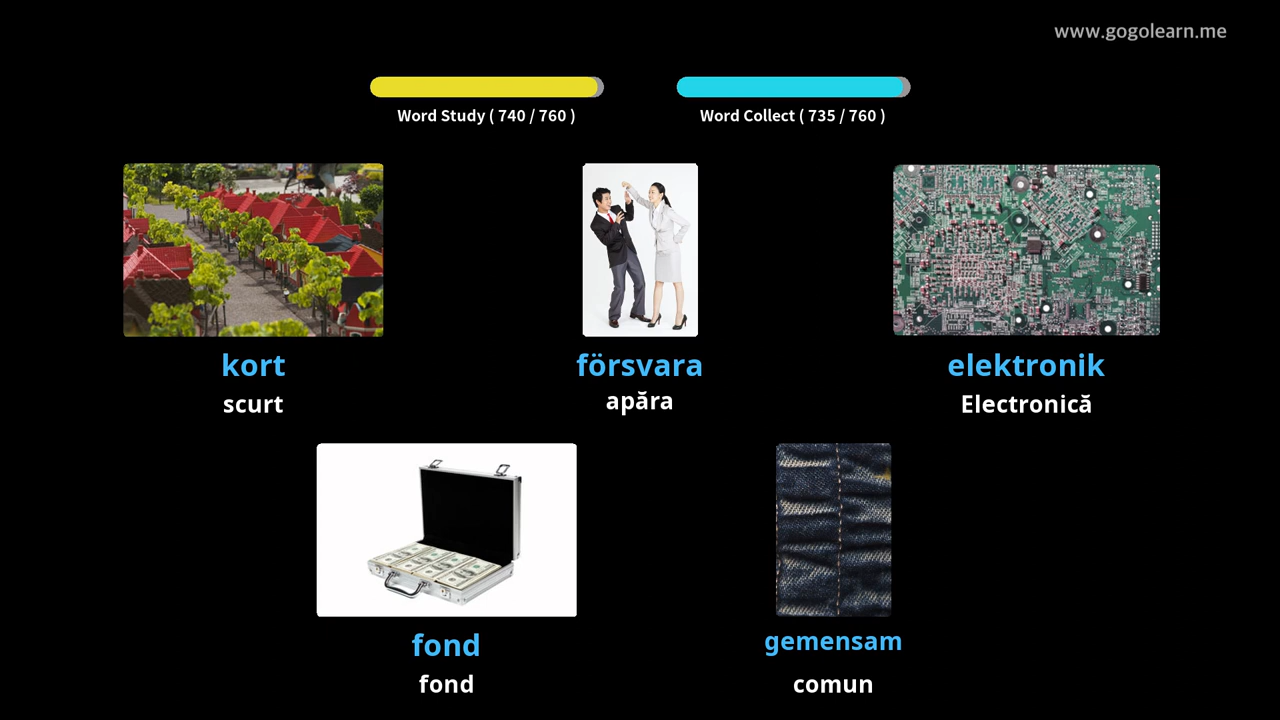 www.gogolearn.me
Word Study ( 740 / 760 )
Word Collect ( 735 / 760 )
kort
scurt
försvara
apăra
elektronik
Electronică
fond
fond
gemensam
comun